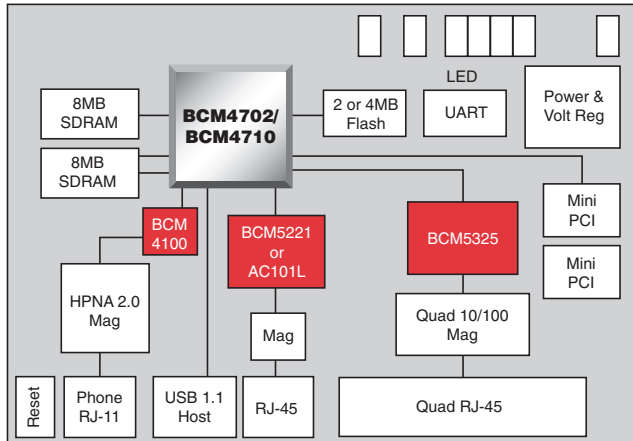 LED
8MB
SDRAM
BCM4702/
BCM4710
2 or 4MB
Flash
UART
Power &
Volt Reg
8MB
SDRAM
Mini
PCI
BCM
4100
BCM5221
or
AC101L
BCM5325
Mini
PCI
HPNA 2.0
Mag
Mag
Quad 10/100
Mag
Reset
Phone
RJ-11
USB 1.1
Host
RJ-45
Quad RJ-45